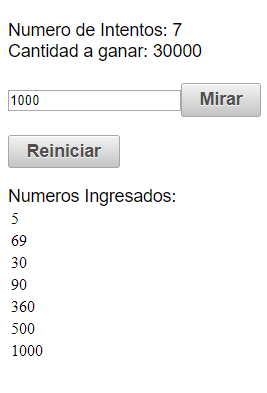 Numero de Intentos: 7
Cantidad a ganar: 30000
1000 Mirar
Reiniciar
Numeros Ingresados:
5
69
30
90
360
500
1000